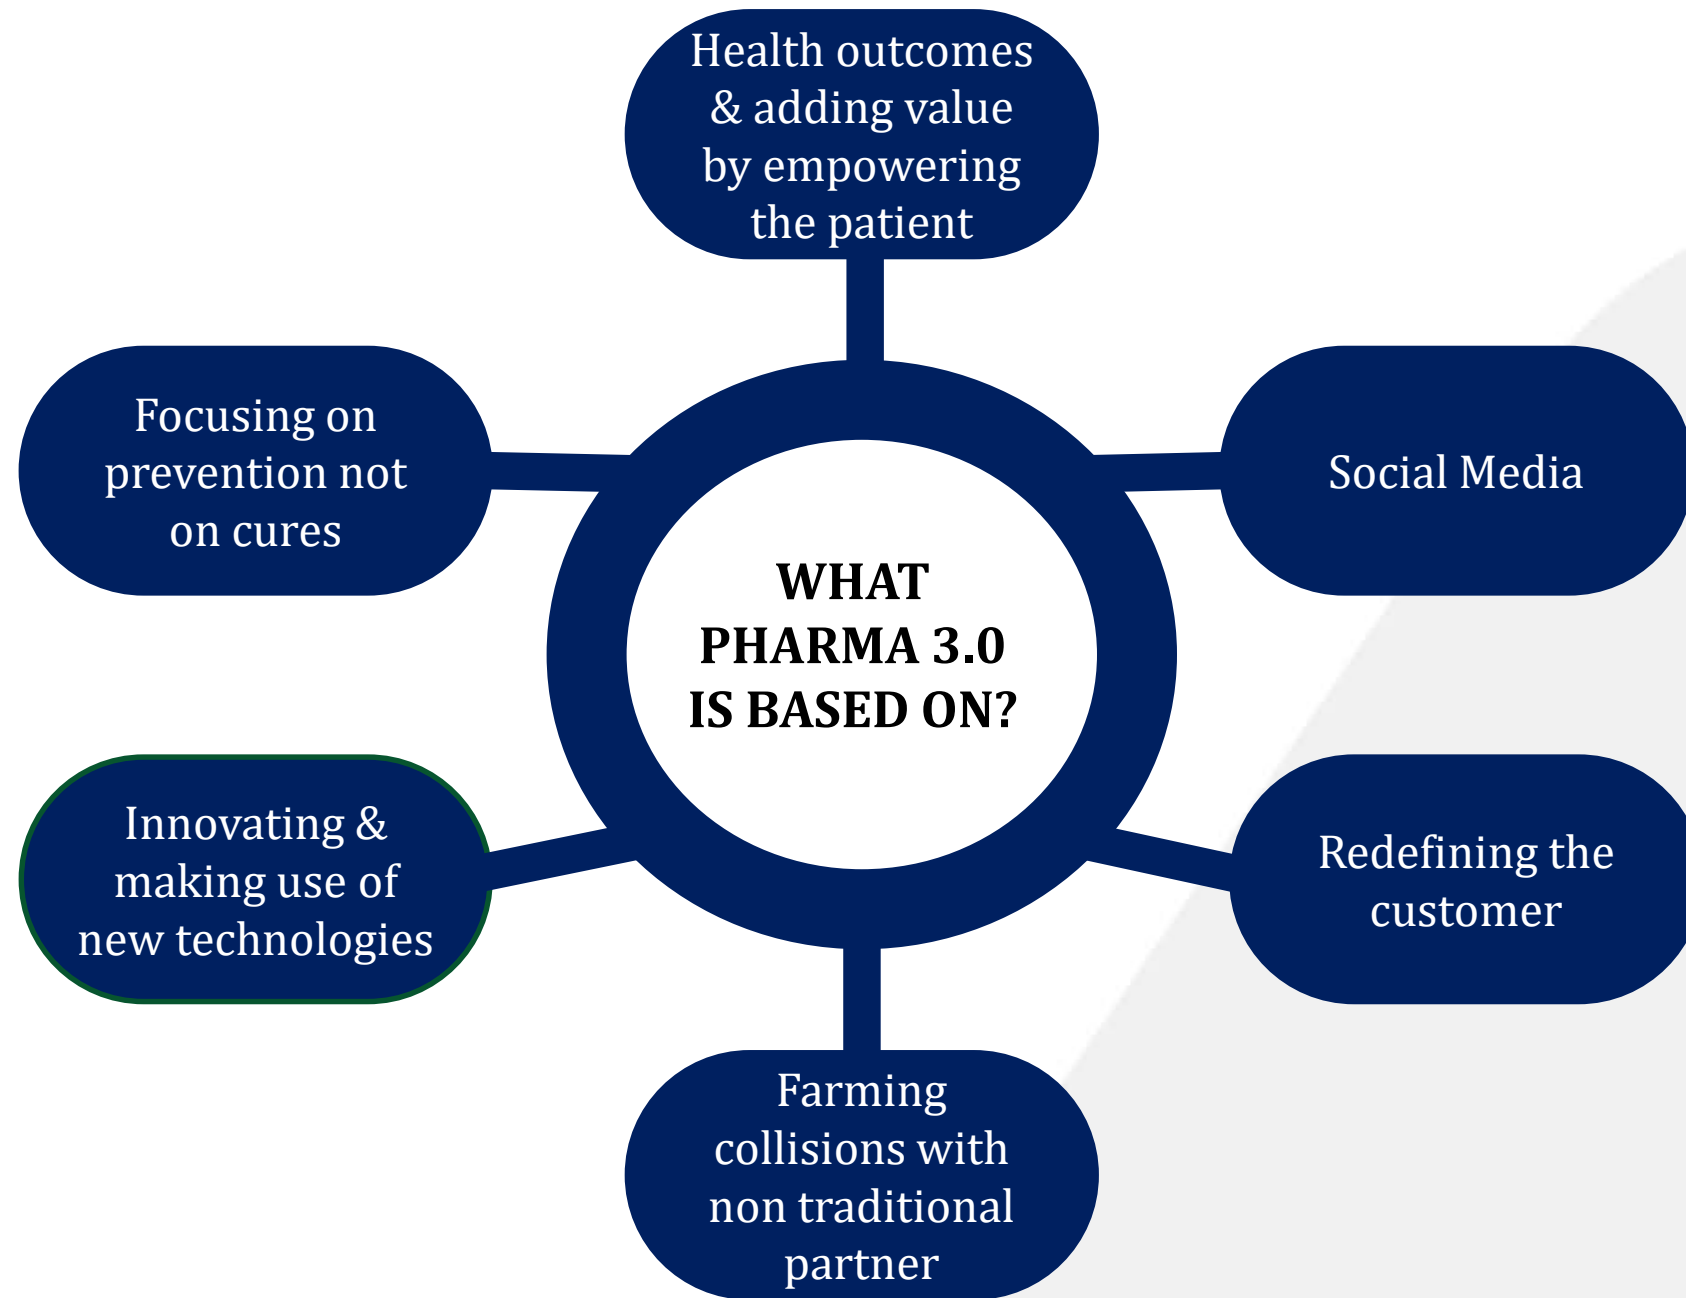 Health outcomes
& adding value
by empowering
the patient
Focusing on
prevention not
on cures
Social Media
WHAT
PHARMA 3.0
IS BASED ON?
Innovating &
making use of
new technologies
Redefining the
customer
Farming
collisions with
non traditional
partner